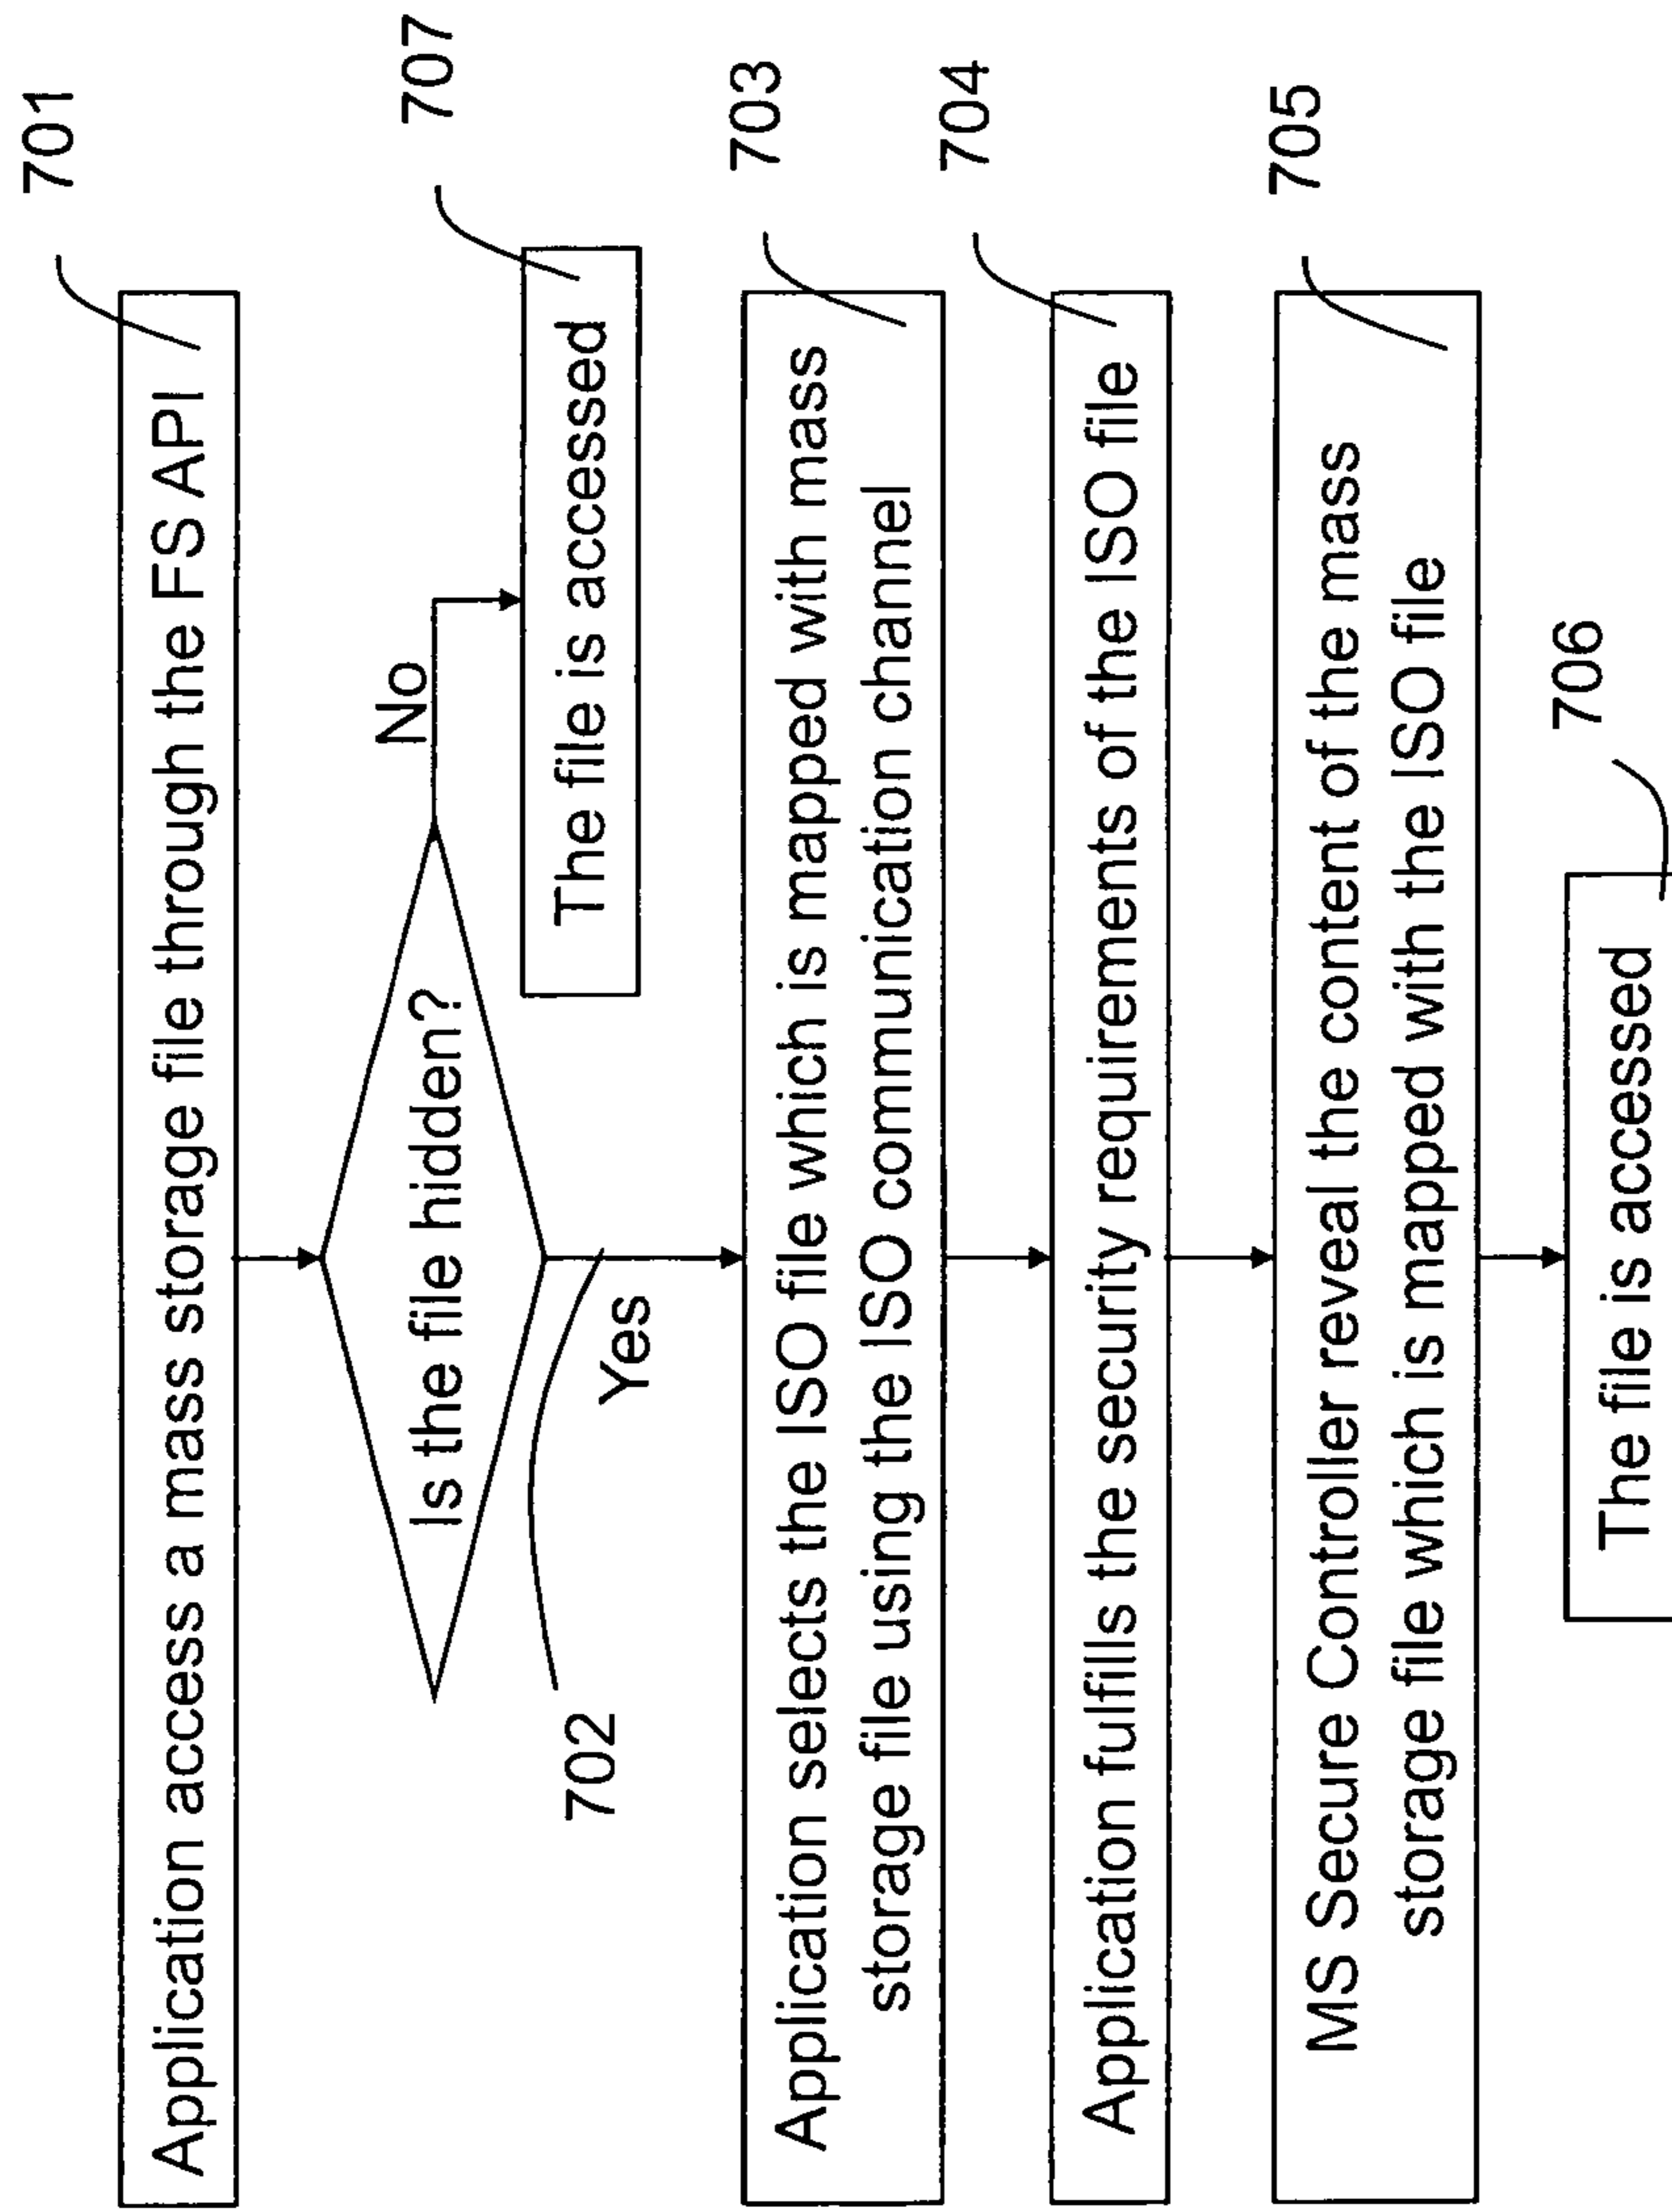 Application access a mass storage file through the FS API
701
Is the file hidden?
No
707
The file is accessed
702
Yes
Application selects the ISO file which is mapped with mass
storage file using the ISO communication channel
703
Application fulfills the security requirements of the ISO file
704
MS Secure Controller reveal the content of the mass
storage file which is mapped with the ISO file
705
The file is accessed
706